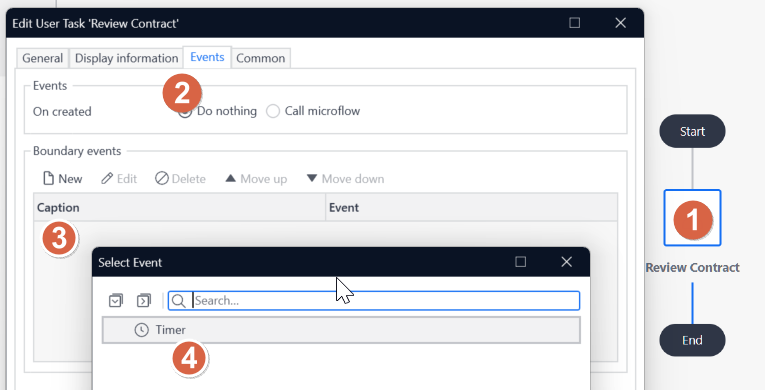 Edit User Task 'Review Contract'
General Display information Events Common
Events
2
On created Do nothing Call microflow
Boundary events
New Edit Delete Move up Move down
Caption Event
3
Select Event
Search...
Timer
4
Start
1
Review Contract
End